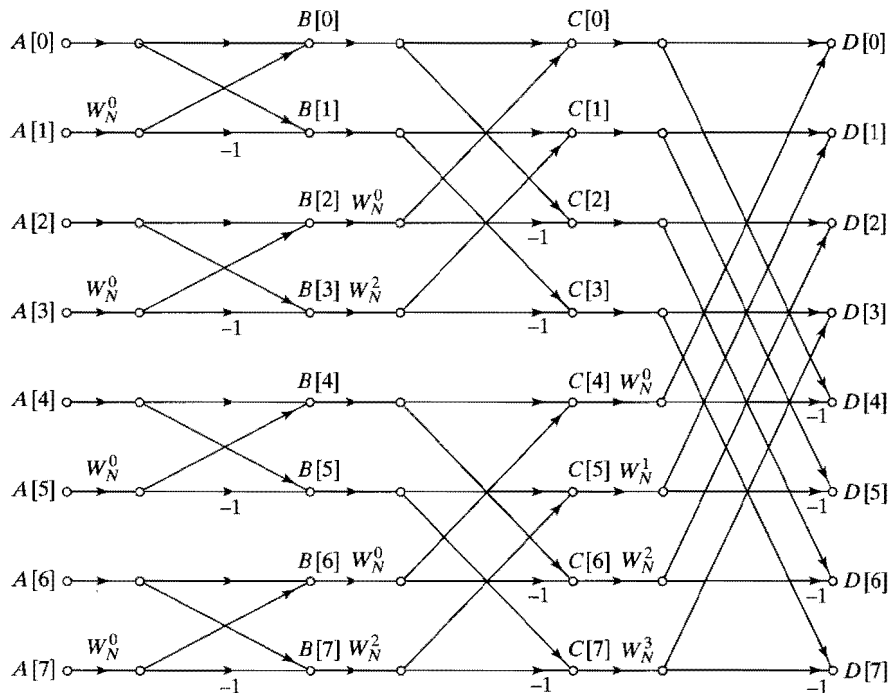 A[0] B[0] C[0] D[0]
W_N^0
A[1] B[1] C[1] D[1]
-1
A[2] B[2] W_N^0 C[2] D[2]
-1
W_N^0
A[3] B[3] W_N^2 C[3] D[3]
-1 -1
A[4] B[4] C[4] W_N^0 D[4]
-1
W_N^0
A[5] B[5] C[5] W_N^1 D[5]
-1 -1
A[6] B[6] W_N^0 C[6] W_N^2 D[6]
-1 -1
W_N^0
A[7] B[7] W_N^2 C[7] W_N^3 D[7]
-1 -1 -1